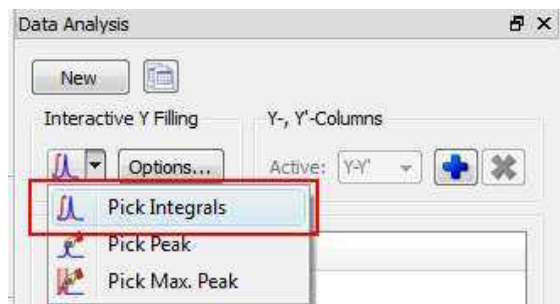 Data Analysis
New
Interactive Y Filling
Y-, Y'-Columns
Options...
Active:
Y-Y'
Pick Integrals
Pick Peak
Pick Max. Peak